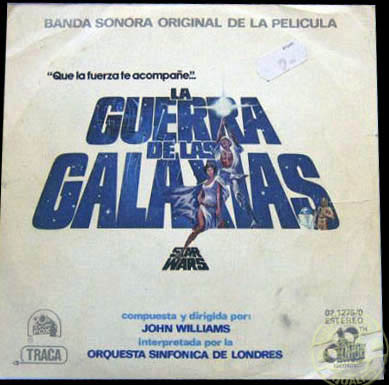 BANDA SONORA ORIGINAL DE LA PELICULA
"Que la fuerza te acompañe"...
LA
GUERRA
DE LAS
GALAXIAS
STAR
WARS
compuesta y dirigida por:
JOHN WILLIAMS
interpretada por la
ORQUESTA SINFONICA DE LONDRES
TRACA
ESTEREO